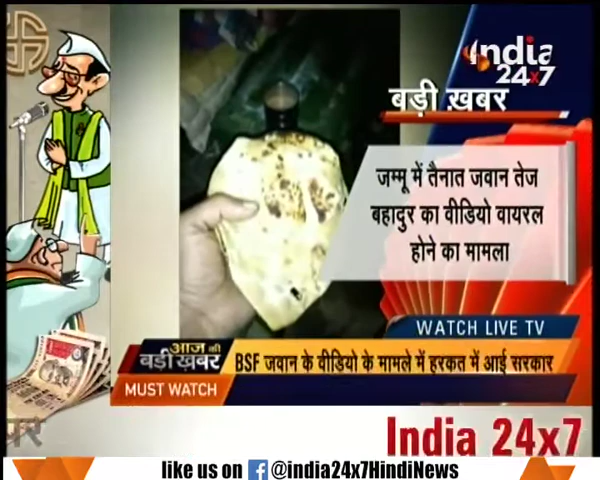 India
24x7
बड़ी ख़बर
जम्मू में तैनात जवान तेज
बहादुर का वीडियो वायरल
होने का मामला
WATCH LIVE TV
आज की
बड़ी ख़बर
BSF जवान के वीडियो के मामले में हरकत में आई सरकार
MUST WATCH
India 24x7
like us on f @india24x7HindiNews